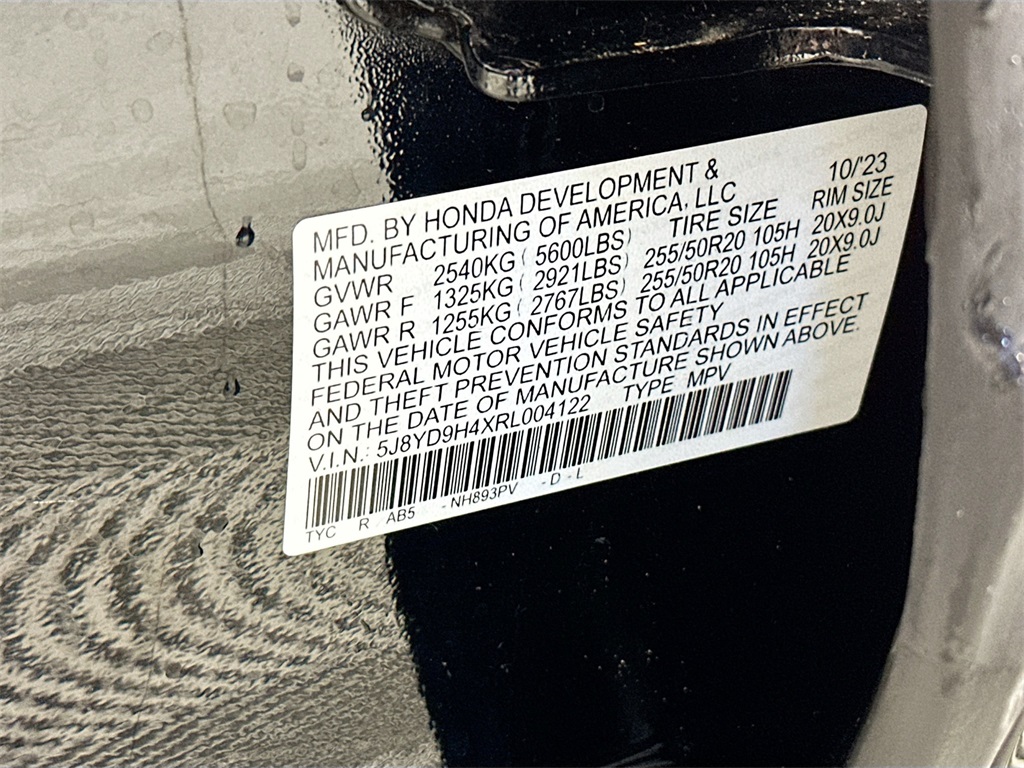 MFD. BY HONDA DEVELOPMENT & 10/'23
MANUFACTURING OF AMERICA, LLC RIM SIZE
GVWR 2540KG ( 5600LBS) TIRE SIZE
GAWR F 1325KG ( 2921LBS) 255/50R20 105H 20X9.0J
GAWR R 1255KG ( 2767LBS) 255/50R20 105H 20X9.0J
THIS VEHICLE CONFORMS TO ALL APPLICABLE
FEDERAL MOTOR VEHICLE SAFETY
AND THEFT PREVENTION STANDARDS IN EFFECT
ON THE DATE OF MANUFACTURE SHOWN ABOVE.
V.I.N.: 5J8YD9H4XRL004122 TYPE MPV
TYC R AB5 -NH893PV -D-L